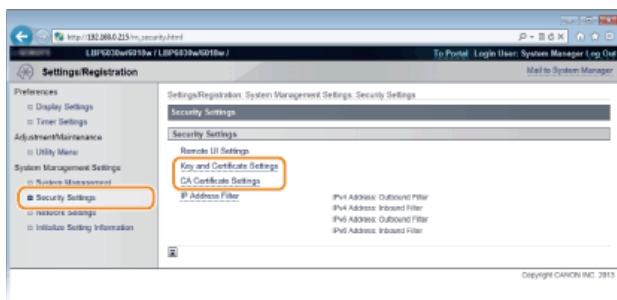 http://192.168.0.215/m_security.html
LBP6030w/6018w / LBP6030w/6018w /
To Portal Login User: System Manager Log Out
Settings/Registration
Mail to System Manager
Preferences
Display Settings
Timer Settings
Adjustment/Maintenance
Utility Menu
System Management Settings
System Management
Security Settings
Network Settings
Initialize Setting Information
Settings/Registration: System Management Settings: Security Settings
Security Settings
Security Settings
Remote UI Settings
Key and Certificate Settings
CA Certificate Settings
IP Address Filter
IPv4 Address: Outbound Filter
IPv4 Address: Inbound Filter
IPv6 Address: Outbound Filter
IPv6 Address: Inbound Filter
Copyright CANON INC. 2013